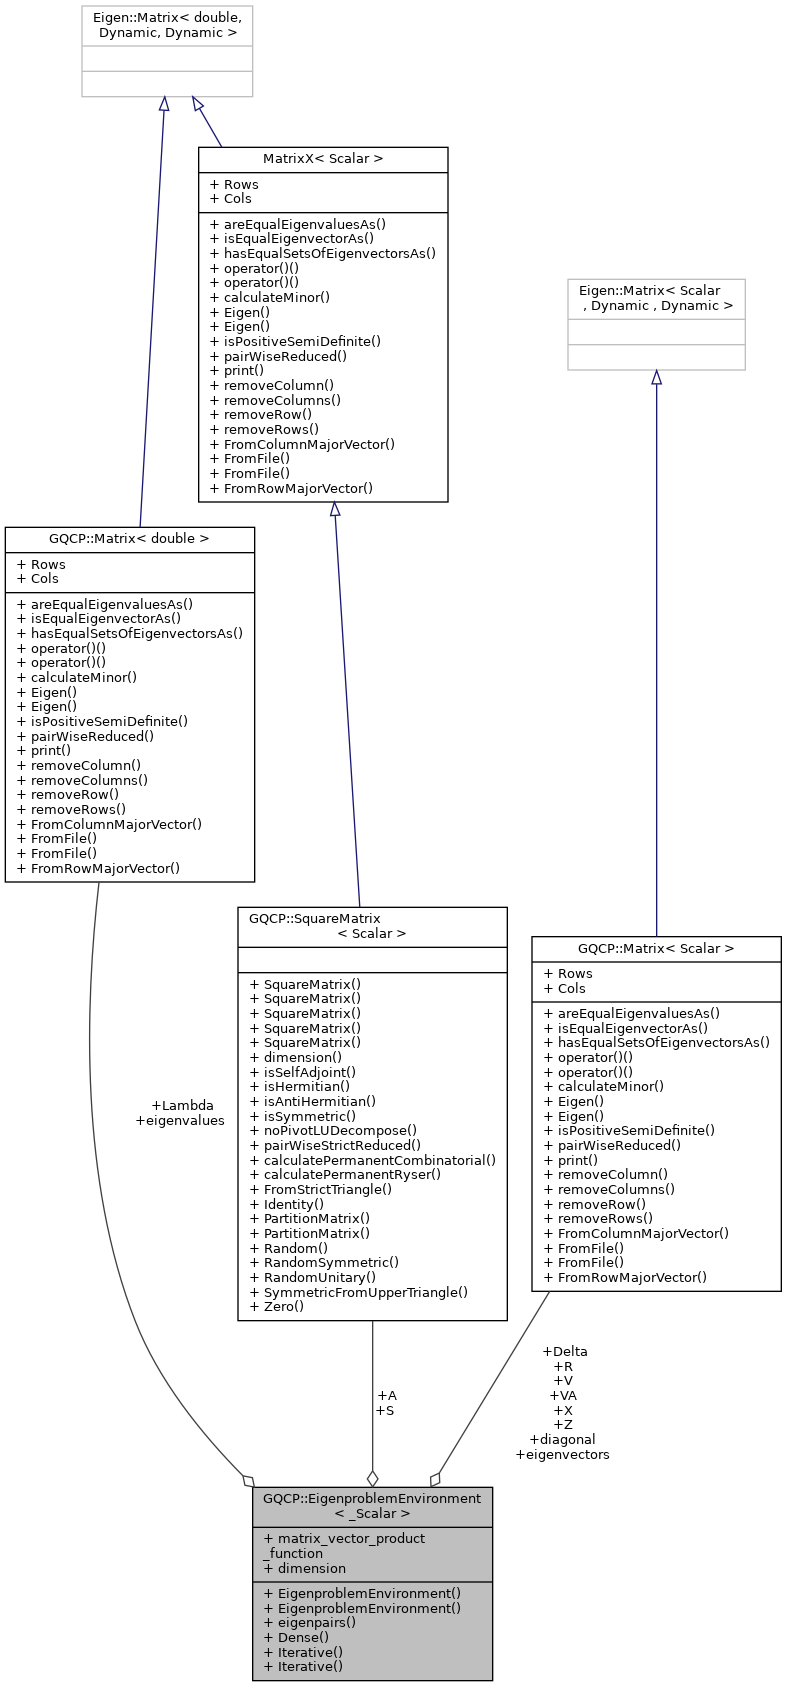 Eigen::Matrix< double,
Dynamic, Dynamic >
MatrixX< Scalar >
+ Rows
+ Cols
+ areEqualEigenvaluesAs()
+ isEqualEigenvectorAs()
+ hasEqualSetsOfEigenvectorsAs()
+ operator()()
+ operator()()
+ calculateMinor()
+ Eigen()
+ Eigen()
+ isPositiveSemiDefinite()
+ pairWiseReduced()
+ print()
+ removeColumn()
+ removeColumns()
+ removeRow()
+ removeRows()
+ FromColumnMajorVector()
+ FromFile()
+ FromFile()
+ FromRowMajorVector()
Eigen::Matrix< Scalar
, Dynamic , Dynamic >
GQCP::Matrix< double >
+ Rows
+ Cols
+ areEqualEigenvaluesAs()
+ isEqualEigenvectorAs()
+ hasEqualSetsOfEigenvectorsAs()
+ operator()()
+ operator()()
+ calculateMinor()
+ Eigen()
+ Eigen()
+ isPositiveSemiDefinite()
+ pairWiseReduced()
+ print()
+ removeColumn()
+ removeColumns()
+ removeRow()
+ removeRows()
+ FromColumnMajorVector()
+ FromFile()
+ FromFile()
+ FromRowMajorVector()
GQCP::SquareMatrix
< Scalar >
+ SquareMatrix()
+ SquareMatrix()
+ SquareMatrix()
+ SquareMatrix()
+ SquareMatrix()
+ dimension()
+ isSelfAdjoint()
+ isHermitian()
+ isAntiHermitian()
+ isSymmetric()
+ noPivotLUDecompose()
+ pairWiseStrictReduced()
+ calculatePermanentCombinatorial()
+ calculatePermanentRyser()
+ FromStrictTriangle()
+ Identity()
+ PartitionMatrix()
+ PartitionMatrix()
+ Random()
+ RandomSymmetric()
+ RandomUnitary()
+ SymmetricFromUpperTriangle()
+ Zero()
GQCP::Matrix< Scalar >
+ Rows
+ Cols
+ areEqualEigenvaluesAs()
+ isEqualEigenvectorAs()
+ hasEqualSetsOfEigenvectorsAs()
+ operator()()
+ operator()()
+ calculateMinor()
+ Eigen()
+ Eigen()
+ isPositiveSemiDefinite()
+ pairWiseReduced()
+ print()
+ removeColumn()
+ removeColumns()
+ removeRow()
+ removeRows()
+ FromColumnMajorVector()
+ FromFile()
+ FromFile()
+ FromRowMajorVector()
+Lambda
+eigenvalues
+A
+S
+Delta
+R
+V
+VA
+X
+Z
+diagonal
+eigenvectors
GQCP::EigenproblemEnvironment
< _Scalar >
+ matrix_vector_product
_function
+ dimension
+ EigenproblemEnvironment()
+ EigenproblemEnvironment()
+ eigenpairs()
+ Dense()
+ Iterative()
+ Iterative()